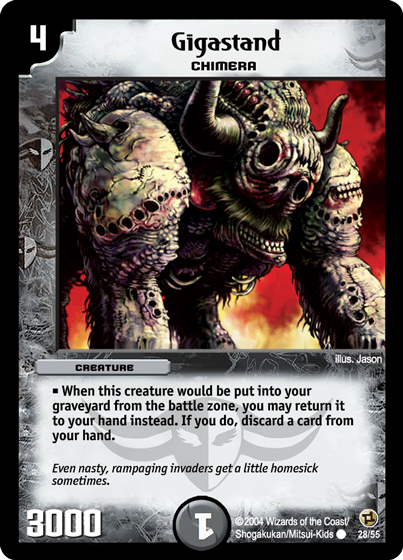 4
Gigastand
CHIMERA
illus. Jason
CREATURE
▪ When this creature would be put into your
graveyard from the battle zone, you may return it
to your hand instead. If you do, discard a card from
your hand.
Even nasty, rampaging invaders get a little homesick
sometimes.
3000
1
©2004 Wizards of the Coast/
Shogakukan/Mitsui-Kids ● 28/55